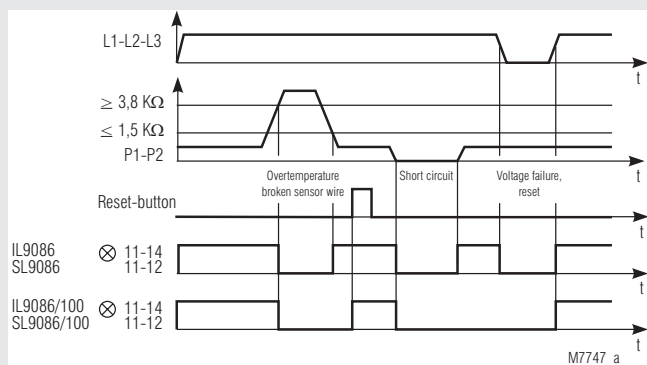 L1-L2-L3
t
≥ 3,8 KΩ
≤ 1,5 KΩ
P1-P2
t
Overtemperature
broken sensor wire
Short circuit
Voltage failure,
reset
Reset-button
t
IL9086
SL9086
11-14
11-12
t
IL9086/100
SL9086/100
11-14
11-12
t
M7747_a